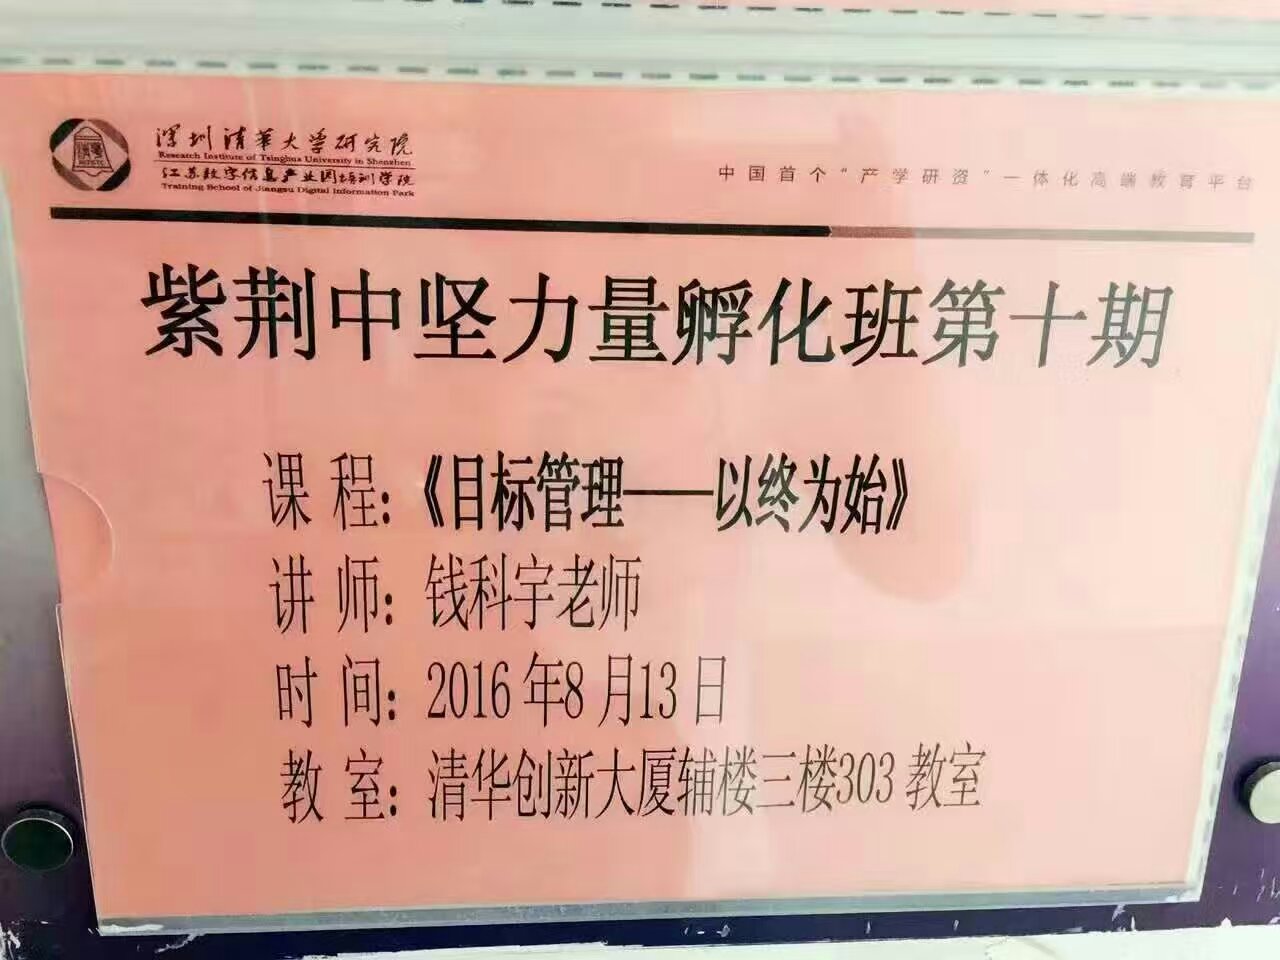 深圳清華大学研究院
Research Institute of Tsinghua University in Shenzhen
江苏数字信息产业园培训学院
Training School of Jiangsu Digital Information Park
中国首个“产学研资”一体化高端教育平台
紫荆中坚力量孵化班第十期
课 程：《目标管理——以终为始》
讲 师：钱科宇老师
时 间：2016年8月13日
教 室：清华创新大厦辅楼三楼303教室